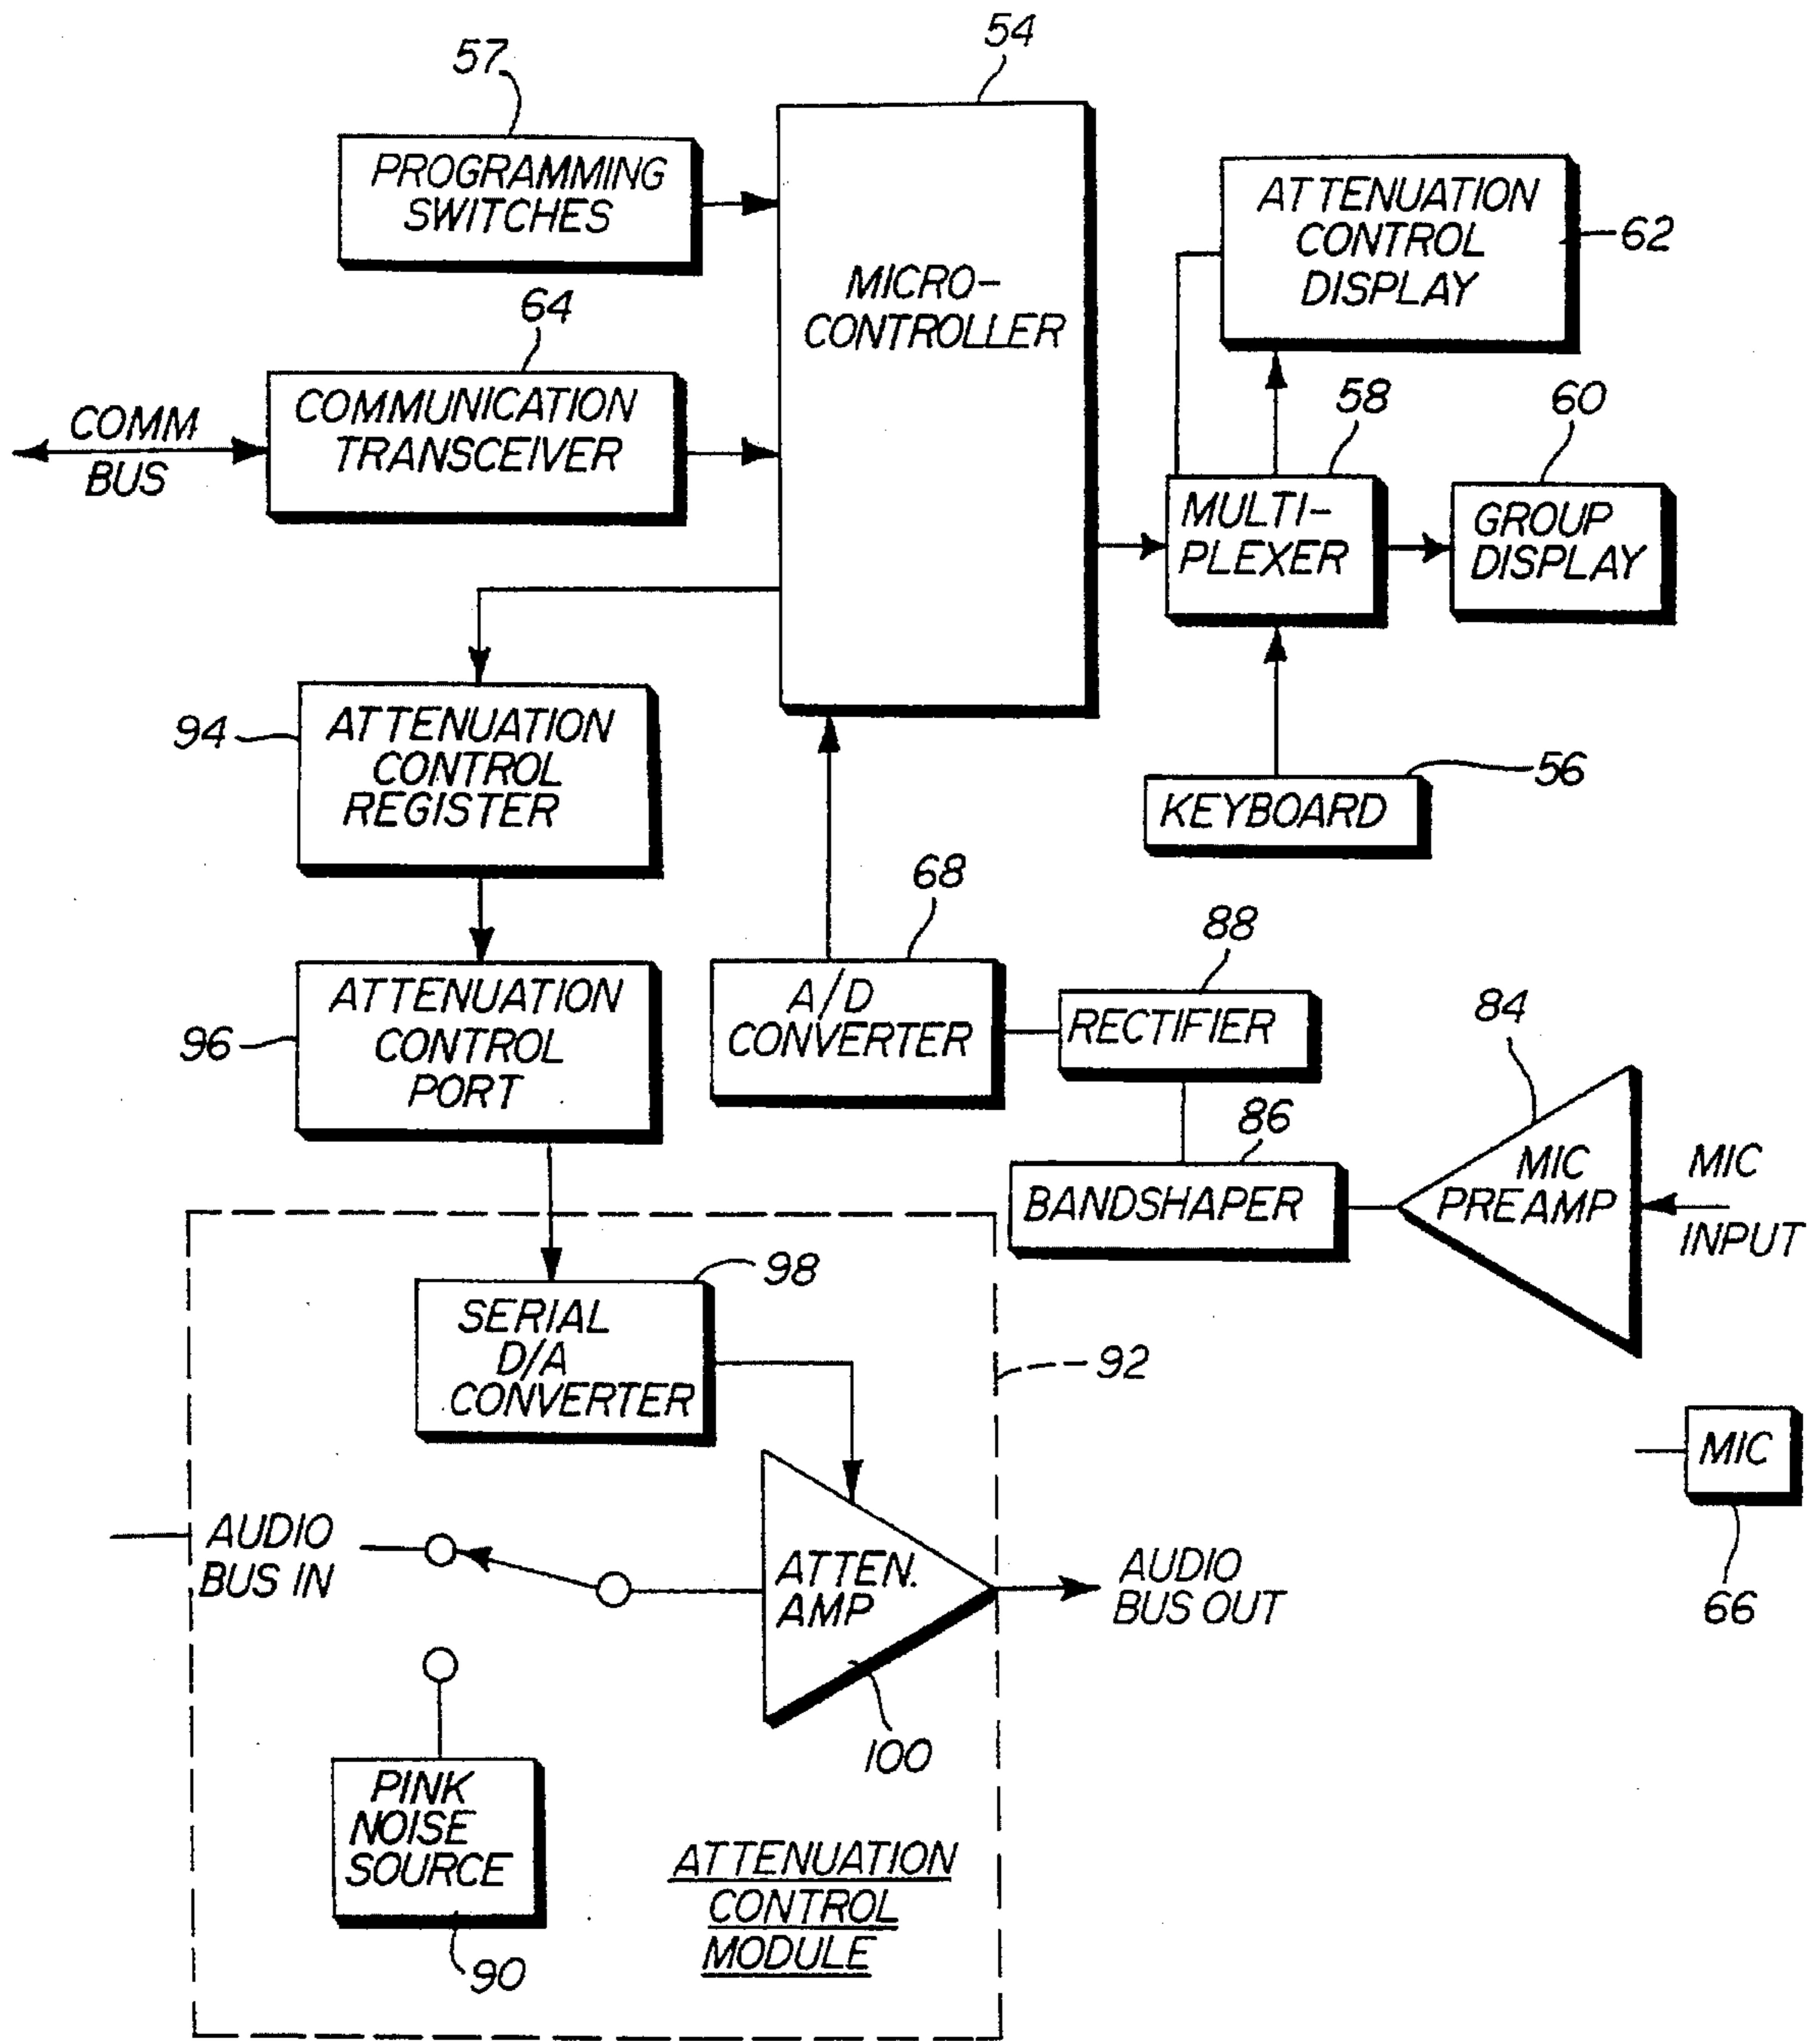 54
57
PROGRAMMING
SWITCHES
MICRO-
CONTROLLER
ATTENUATION
CONTROL
DISPLAY
62
64
COMM
BUS
COMMUNICATION
TRANSCEIVER
58
MULTI-
PLEXER
60
GROUP
DISPLAY
94
ATTENUATION
CONTROL
REGISTER
56
KEYBOARD
68
A/D
CONVERTER
88
RECTIFIER
96
ATTENUATION
CONTROL
PORT
84
MIC
PREAMP
MIC
INPUT
86
BANDSHAPER
98
SERIAL
D/A
CONVERTER
92
MIC
66
AUDIO
BUS IN
ATTEN.
AMP
100
AUDIO
BUS OUT
PINK
NOISE
SOURCE
90
ATTENUATION
CONTROL
MODULE